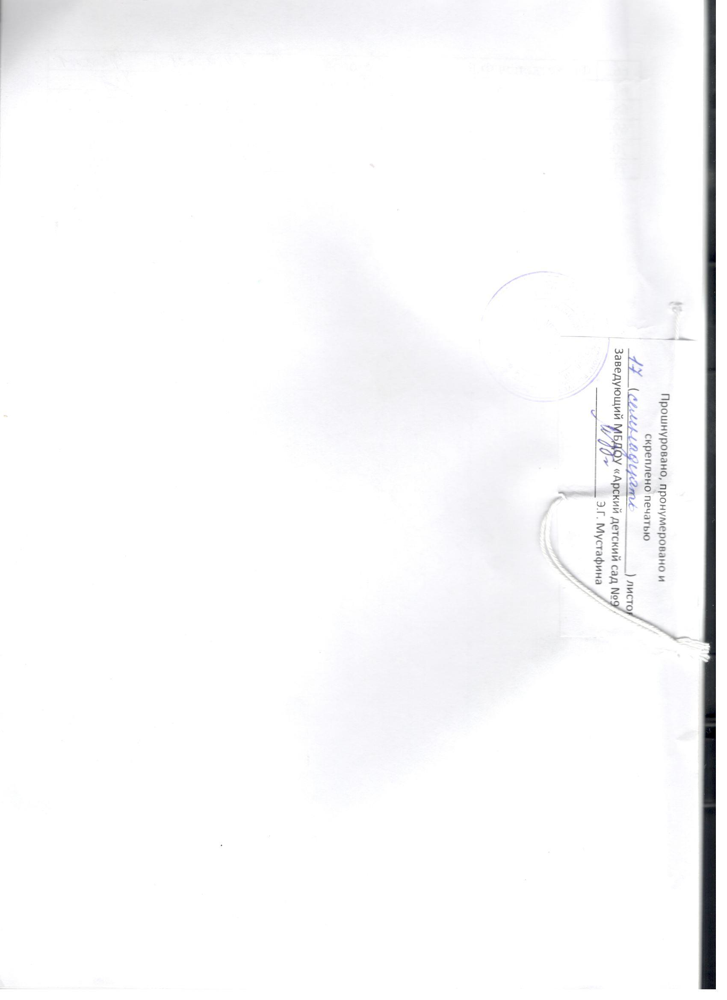 Прошнуровано, пронумеровано и
скреплено печатью
17 (семнадцать) листов
Заведующий МБДОУ «Арский детский сад №9
Э.Г. Мустафина